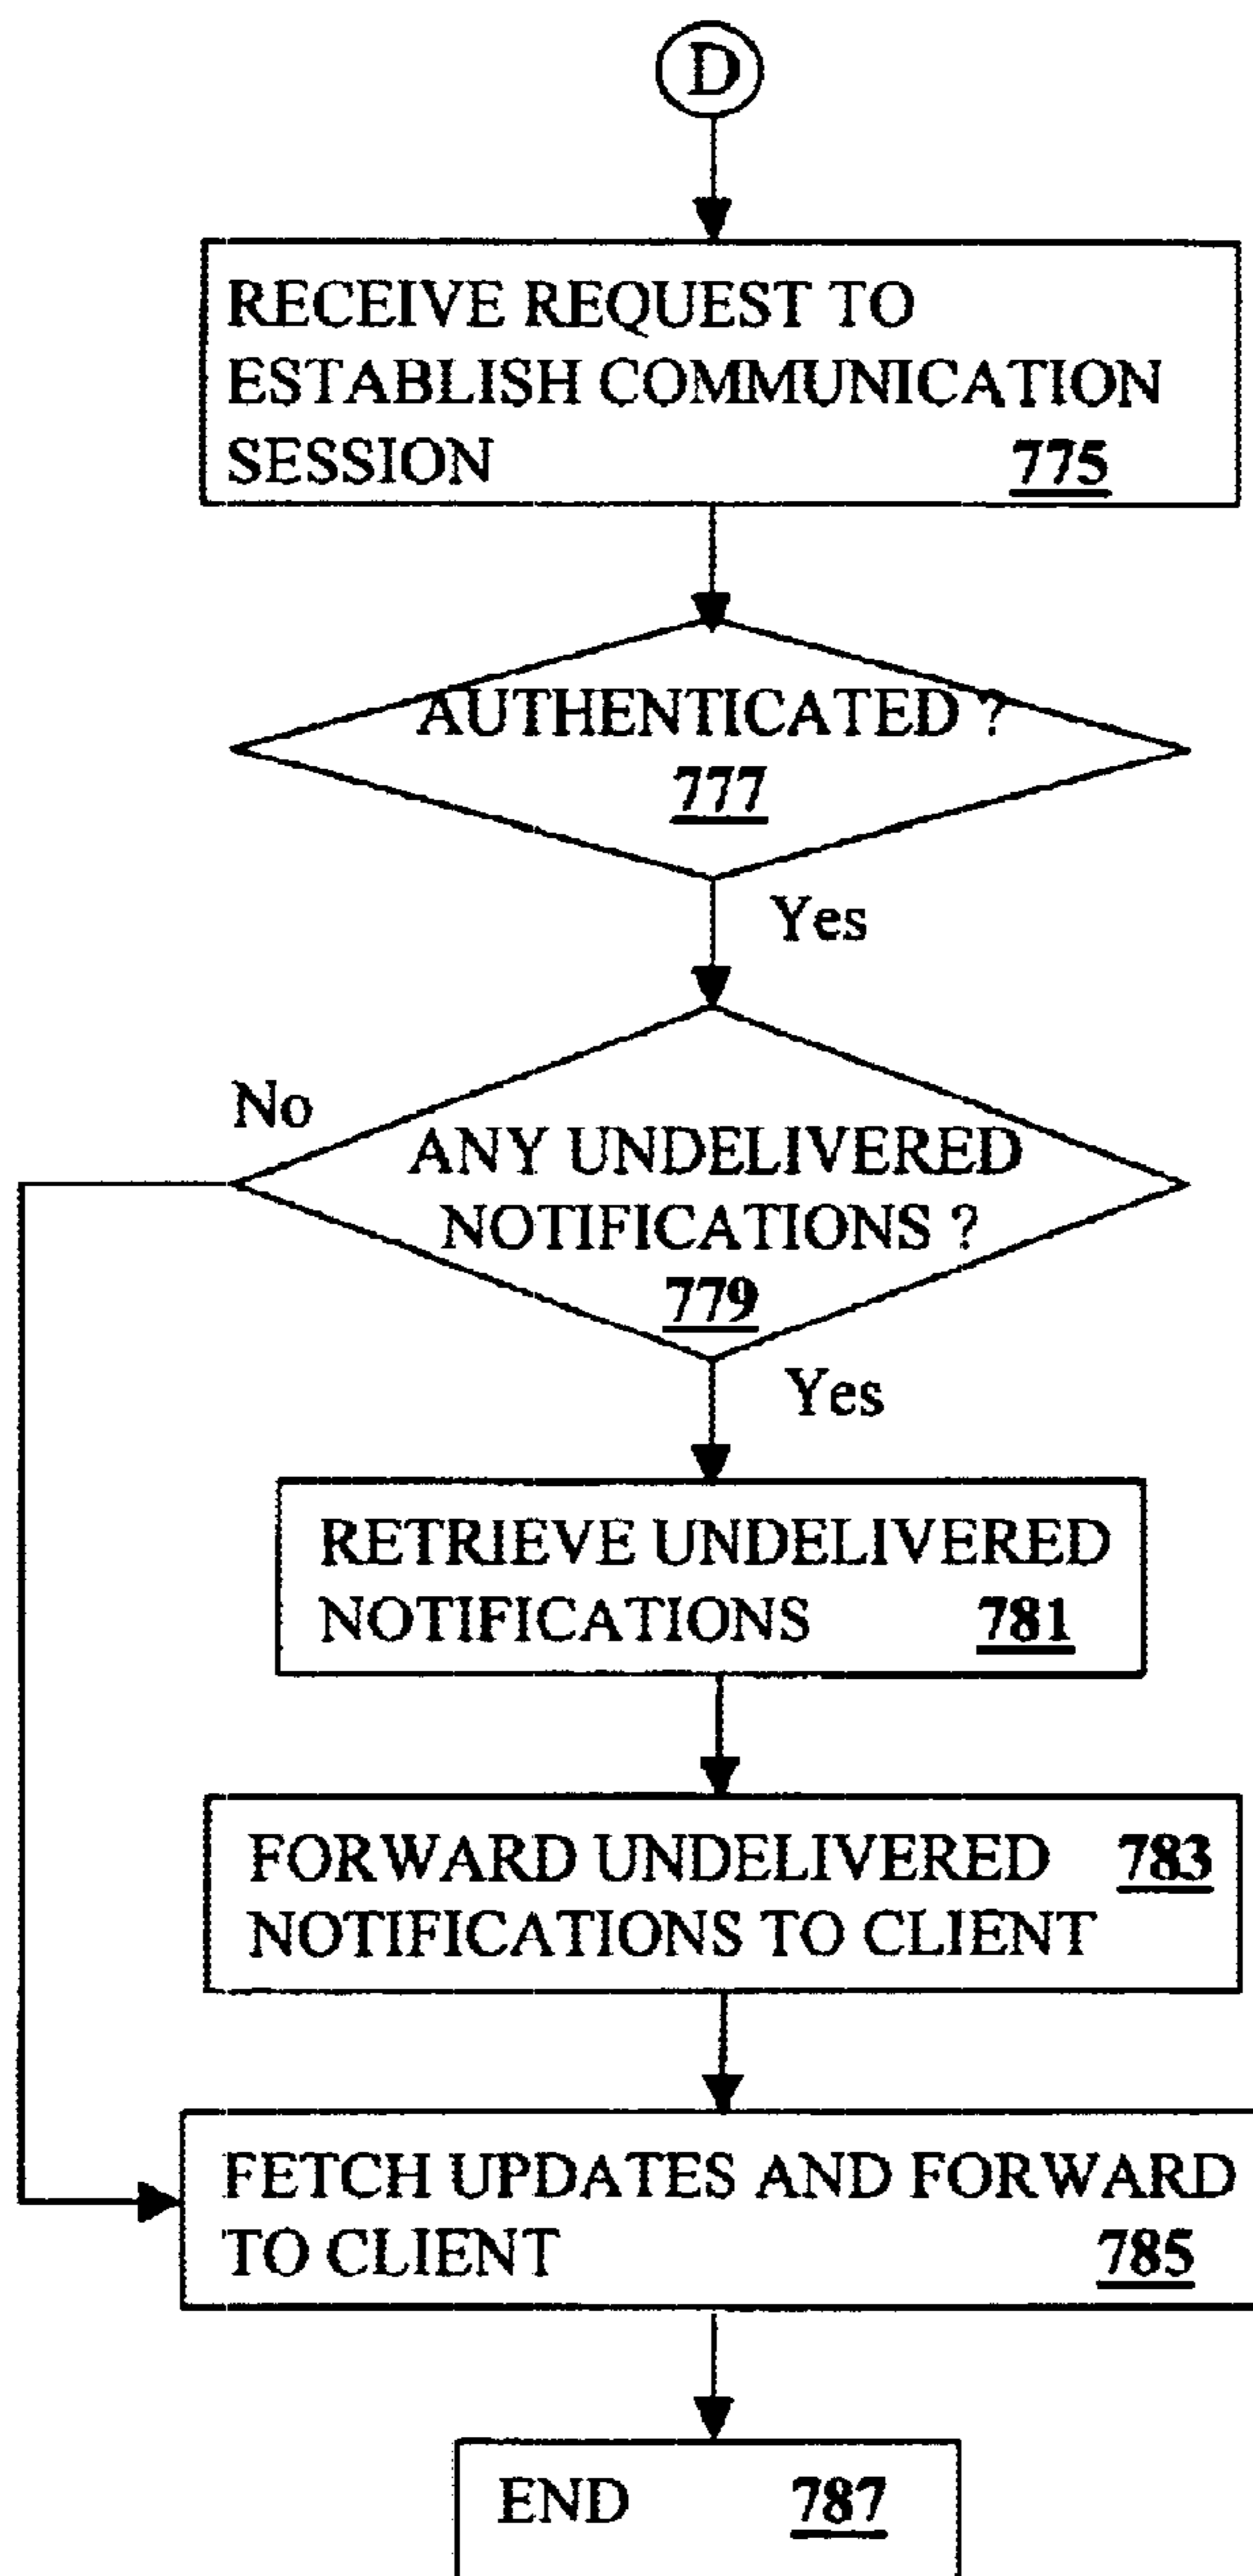 D
RECEIVE REQUEST TO
ESTABLISH COMMUNICATION
SESSION 775
AUTHENTICATED ?
777
Yes
No
ANY UNDELIVERED
NOTIFICATIONS ?
779
Yes
RETRIEVE UNDELIVERED
NOTIFICATIONS 781
FORWARD UNDELIVERED 783
NOTIFICATIONS TO CLIENT
FETCH UPDATES AND FORWARD
TO CLIENT 785
END 787